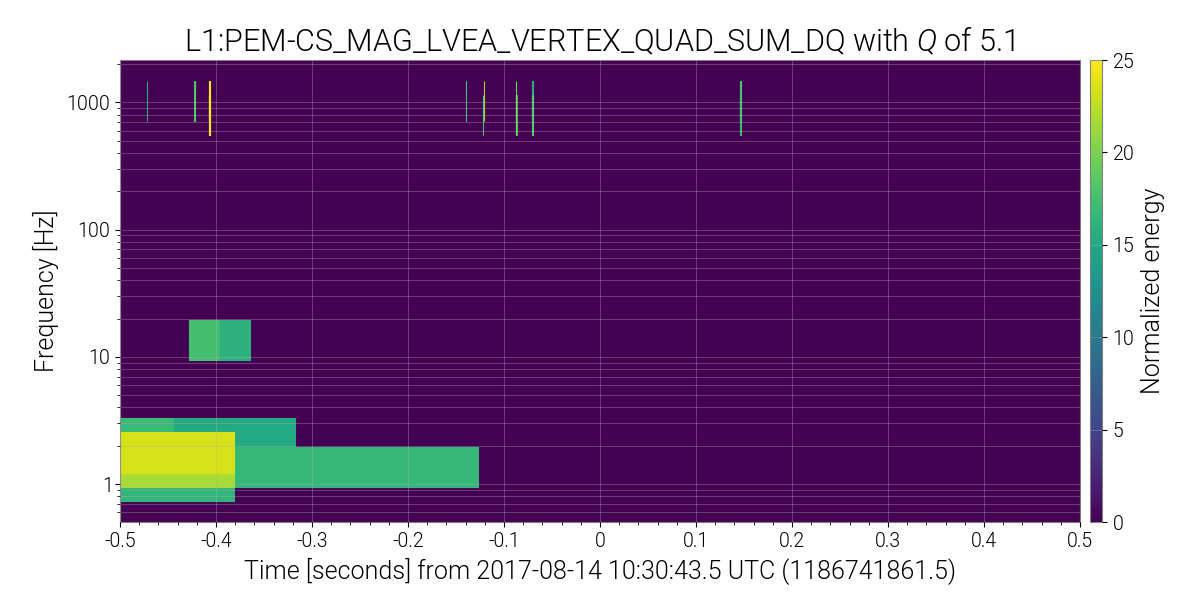 L1:PEM-CS_MAG_LVEA_VERTEX_QUAD_SUM_DQ with Q of 5.1
Frequency [Hz]
1000
100
10
1
-0.5 -0.4 -0.3 -0.2 -0.1 0 0.1 0.2 0.3 0.4 0.5
Time [seconds] from 2017-08-14 10:30:43.5 UTC (1186741861.5)
25
20
15
10
5
0
Normalized energy